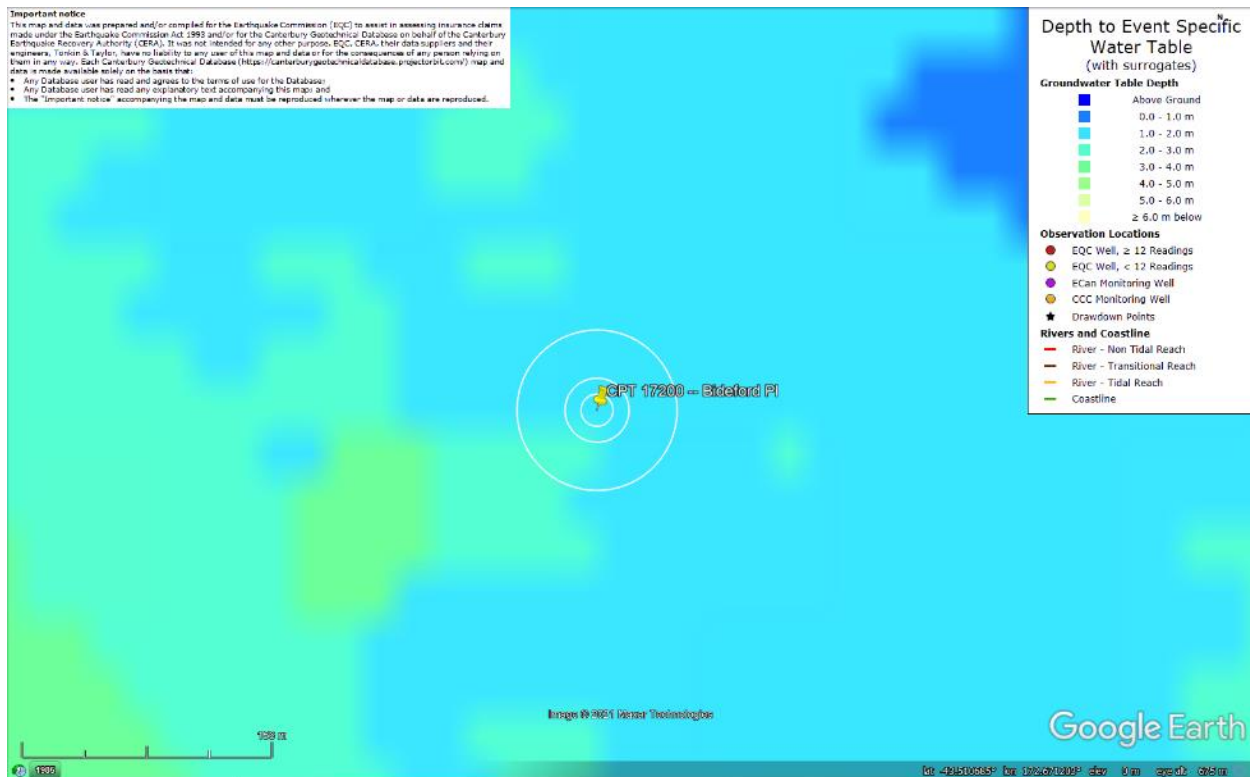 Important notice
This map and data was prepared and/or compiled for the Earthquake Commission (EQC) to assist in assessing insurance claims
made under the Earthquake Commission Act 1993 and/or for the Canterbury Geotechnical Database on behalf of the Canterbury
Earthquake Recovery Authority (CERA). It was not intended for any other purpose. EQC, CERA, their data suppliers and their
engineers, Tonkin & Taylor, have no liability to any user of this map and data or for the consequences of any person relying on
them in any way. Each Canterbury Geotechnical Database (https://canterburygeotechnicaldatabase.projectorbit.com/) map and
data is made available solely on the basis that:
• Any Database user has read and agrees to the terms of use for the Database;
• Any Database user has read any explanatory text accompanying this map; and
• The "Important notice" accompanying the map and data must be reproduced wherever the map or data are reproduced.
N
Depth to Event Specific
Water Table
(with surrogates)
Groundwater Table Depth
Above Ground
0.0 - 1.0 m
1.0 - 2.0 m
2.0 - 3.0 m
3.0 - 4.0 m
4.0 - 5.0 m
5.0 - 6.0 m
≥ 6.0 m below
Observation Locations
EQC Well, ≥ 12 Readings
EQC Well, < 12 Readings
ECan Monitoring Well
CCC Monitoring Well
Drawdown Points
Rivers and Coastline
River - Non Tidal Reach
River - Transitional Reach
River - Tidal Reach
Coastline
CPT 17200 -- Bideford Pl
Image © 2021 Maxar Technologies
Google Earth
1985
elev 0 m eye alt 675 m